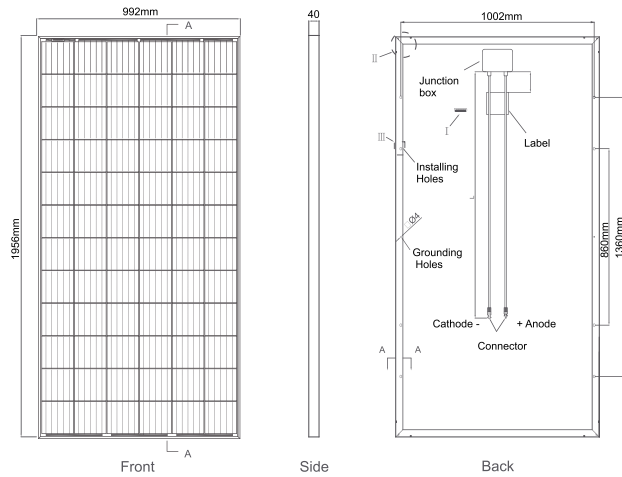 992mm
A
1956mm
A
Front
40
Side
1002mm
II
Junction
box
I
Label
III
Installing
Holes
Ø4
Grounding
Holes
L
860mm
1360mm
Cathode -
+ Anode
Connector
A
A
Back